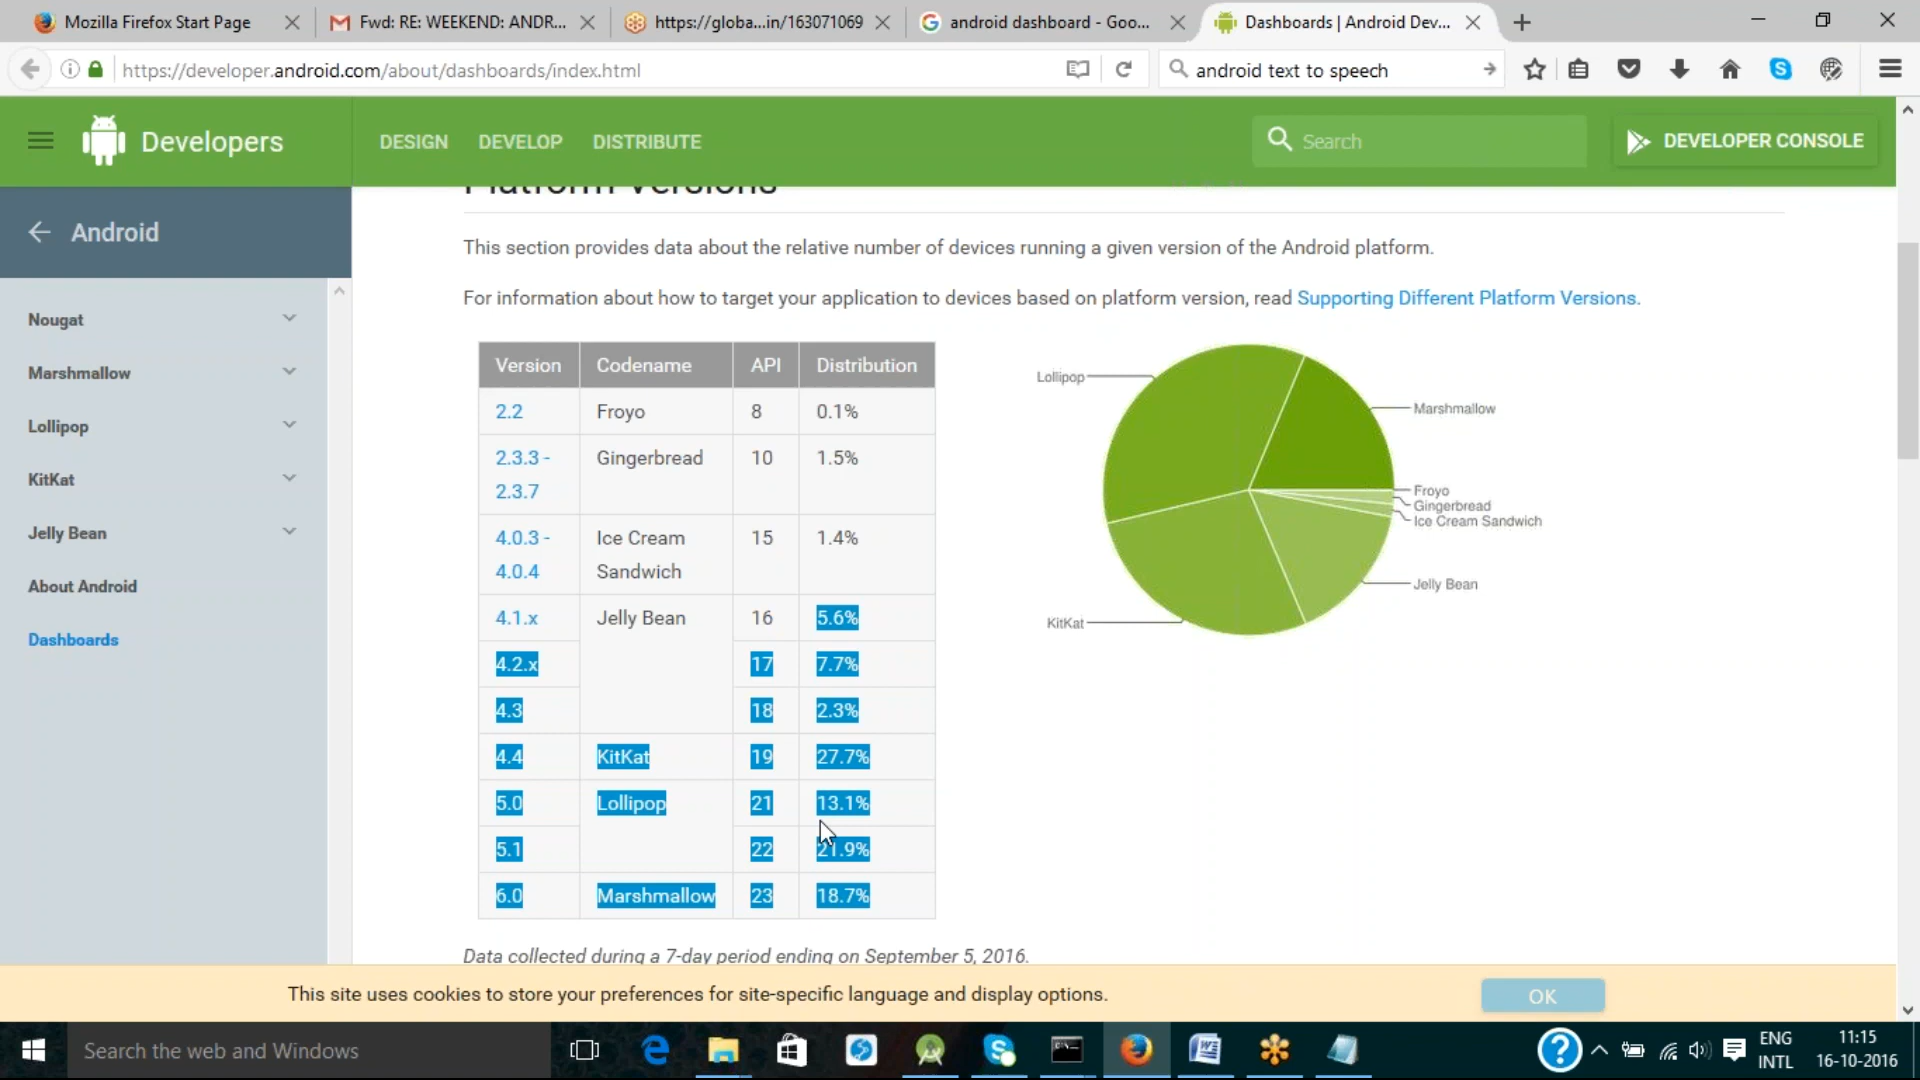 Mozilla Firefox Start Page
Fwd: RE: WEEKEND: ANDR...
https://globa...in/163071069
android dashboard - Goo...
Dashboards | Android Dev...
https://developer.android.com/about/dashboards/index.html
android text to speech
Developers
DESIGN DEVELOP DISTRIBUTE
Search
DEVELOPER CONSOLE
Android
Nougat
Marshmallow
Lollipop
KitKat
Jelly Bean
About Android
Dashboards
Platform Versions
This section provides data about the relative number of devices running a given version of the Android platform.
For information about how to target your application to devices based on platform version, read Supporting Different Platform Versions.
Version Codename API Distribution
2.2 Froyo 8 0.1%
2.3.3 - Gingerbread 10 1.5%
2.3.7
4.0.3 - Ice Cream 15 1.4%
4.0.4 Sandwich
4.1.x Jelly Bean 16 5.6%
4.2.x 17 7.7%
4.3 18 2.3%
4.4 KitKat 19 27.7%
5.0 Lollipop 21 13.1%
5.1 22 21.9%
6.0 Marshmallow 23 18.7%
Lollipop
Marshmallow
Froyo
Gingerbread
Ice Cream Sandwich
Jelly Bean
KitKat
Data collected during a 7-day period ending on September 5, 2016.
This site uses cookies to store your preferences for site-specific language and display options.
OK
Search the web and Windows
ENG
INTL
11:15
16-10-2016